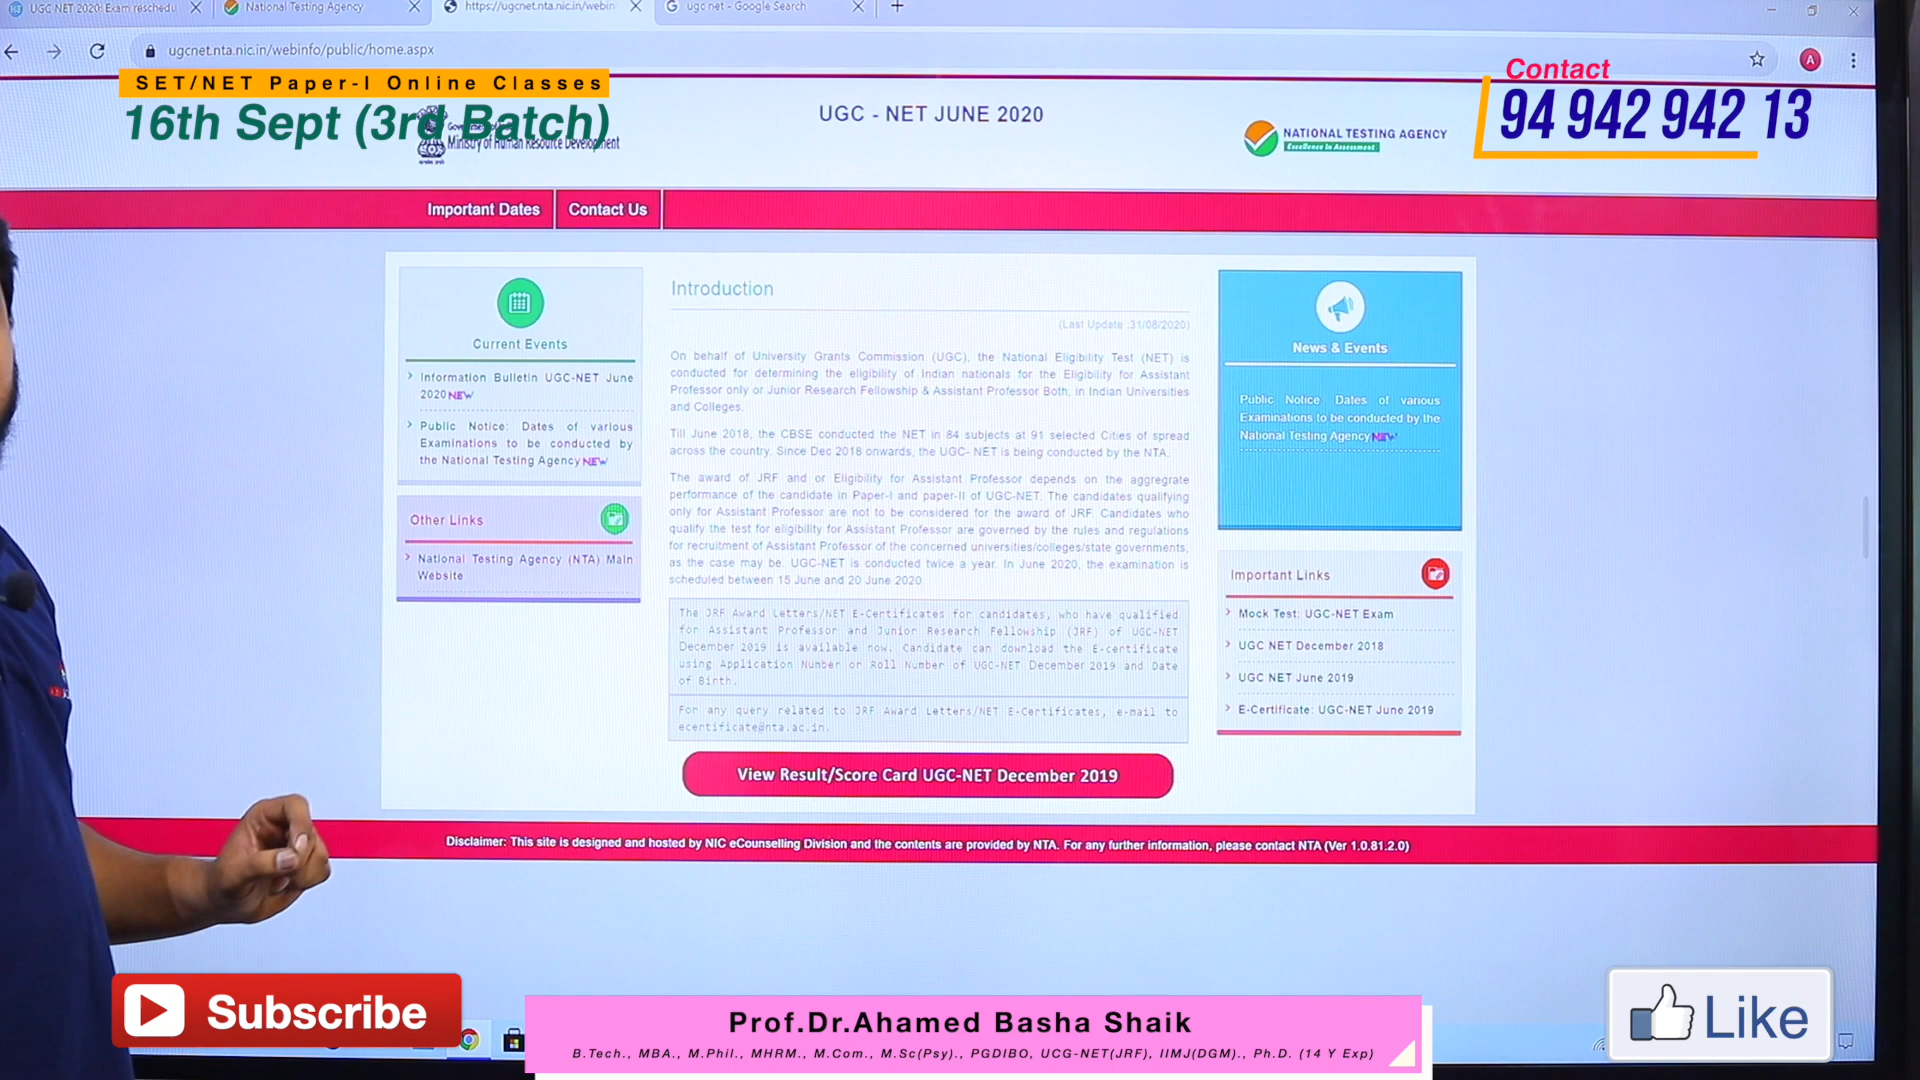 UGC NET 2020: Exam reschedu
National Testing Agency
https://ugcnet.nta.nic.in/webin
ugc net - Google Search
ugcnet.nta.nic.in/webinfo/public/home.aspx
A
SET/NET Paper-I Online Classes
16th Sept (3rd Batch)
Ministry of Human Resource Development
UGC - NET JUNE 2020
NATIONAL TESTING AGENCY
Excellence in Assessment
Contact
94 942 942 13
Important Dates
Contact Us
Current Events
Information Bulletin UGC-NET June
2020 NEW
Public Notice: Dates of various
Examinations to be conducted by
the National Testing Agency NEW
Other Links
National Testing Agency (NTA) Main
Website
Introduction
(Last Update :31/08/2020)
On behalf of University Grants Commission (UGC), the National Eligibility Test (NET) is
conducted for determining the eligibility of Indian nationals for the Eligibility for Assistant
Professor only or Junior Research Fellowship & Assistant Professor Both, in Indian Universities
and Colleges.
Till June 2018, the CBSE conducted the NET in 84 subjects at 91 selected Cities of spread
across the country. Since Dec 2018 onwards, the UGC- NET is being conducted by the NTA.
The award of JRF and or Eligibility for Assistant Professor depends on the aggregrate
performance of the candidate in Paper-I and paper-II of UGC-NET. The candidates qualifying
only for Assistant Professor are not to be considered for the award of JRF. Candidates who
qualify the test for eligibility for Assistant Professor are governed by the rules and regulations
for recruitment of Assistant Professor of the concerned universities/colleges/state governments,
as the case may be. UGC-NET is conducted twice a year. In June 2020, the examination is
scheduled between 15 June and 20 June 2020
The JRF Award Letters/NET E-Certificates for candidates, who have qualified
for Assistant Professor and Junior Research Fellowship (JRF) of UGC-NET
December 2019 is available now. Candidate can download the E-certificate
using Application Number or Roll Number of UGC-NET December 2019 and Date
of Birth.
For any query related to JRF Award Letters/NET E-Certificates, e-mail to
ecertificate@nta.ac.in.
View Result/Score Card UGC-NET December 2019
News & Events
Public Notice: Dates of various
Examinations to be conducted by the
National Testing Agency NEW
Important Links
Mock Test: UGC-NET Exam
UGC NET December 2018
UGC NET June 2019
E-Certificate: UGC-NET June 2019
Disclaimer: This site is designed and hosted by NIC eCounselling Division and the contents are provided by NTA. For any further information, please contact NTA (Ver 1.0.81.2.0)
Subscribe
Prof.Dr.Ahamed Basha Shaik
B.Tech., MBA., M.Phil., MHRM., M.Com., M.Sc(Psy)., PGDIBO, UCG-NET(JRF), IIMJ(DGM)., Ph.D. (14 Y Exp)
Like